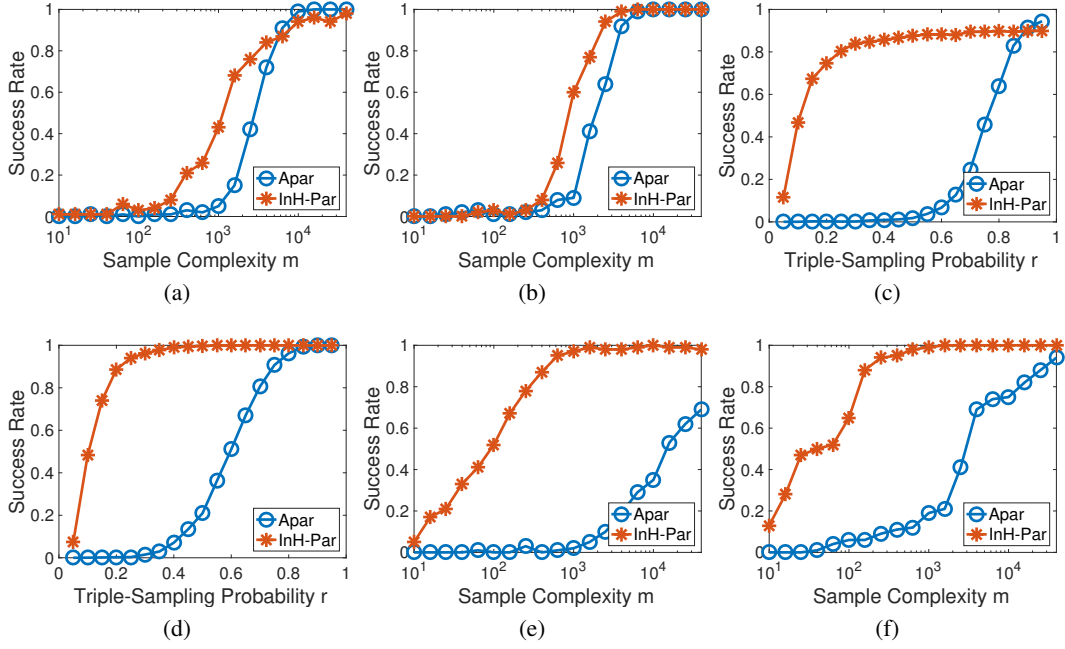 1
0.8
0.6
0.4
0.2
0
Success Rate
Apar
InH-Par
10^1 10^2 10^3 10^4
Sample Complexity m
(a)
1
0.8
0.6
0.4
0.2
0
Success Rate
Apar
InH-Par
10^1 10^2 10^3 10^4
Sample Complexity m
(b)
1
0.8
0.6
0.4
0.2
0
Success Rate
Apar
InH-Par
0 0.2 0.4 0.6 0.8 1
Triple-Sampling Probability r
(c)
1
0.8
0.6
0.4
0.2
0
Success Rate
Apar
InH-Par
0 0.2 0.4 0.6 0.8 1
Triple-Sampling Probability r
(d)
1
0.8
0.6
0.4
0.2
0
Success Rate
Apar
InH-Par
10^1 10^2 10^3 10^4
Sample Complexity m
(e)
1
0.8
0.6
0.4
0.2
0
Success Rate
Apar
InH-Par
10^1 10^2 10^3 10^4
Sample Complexity m
(f)